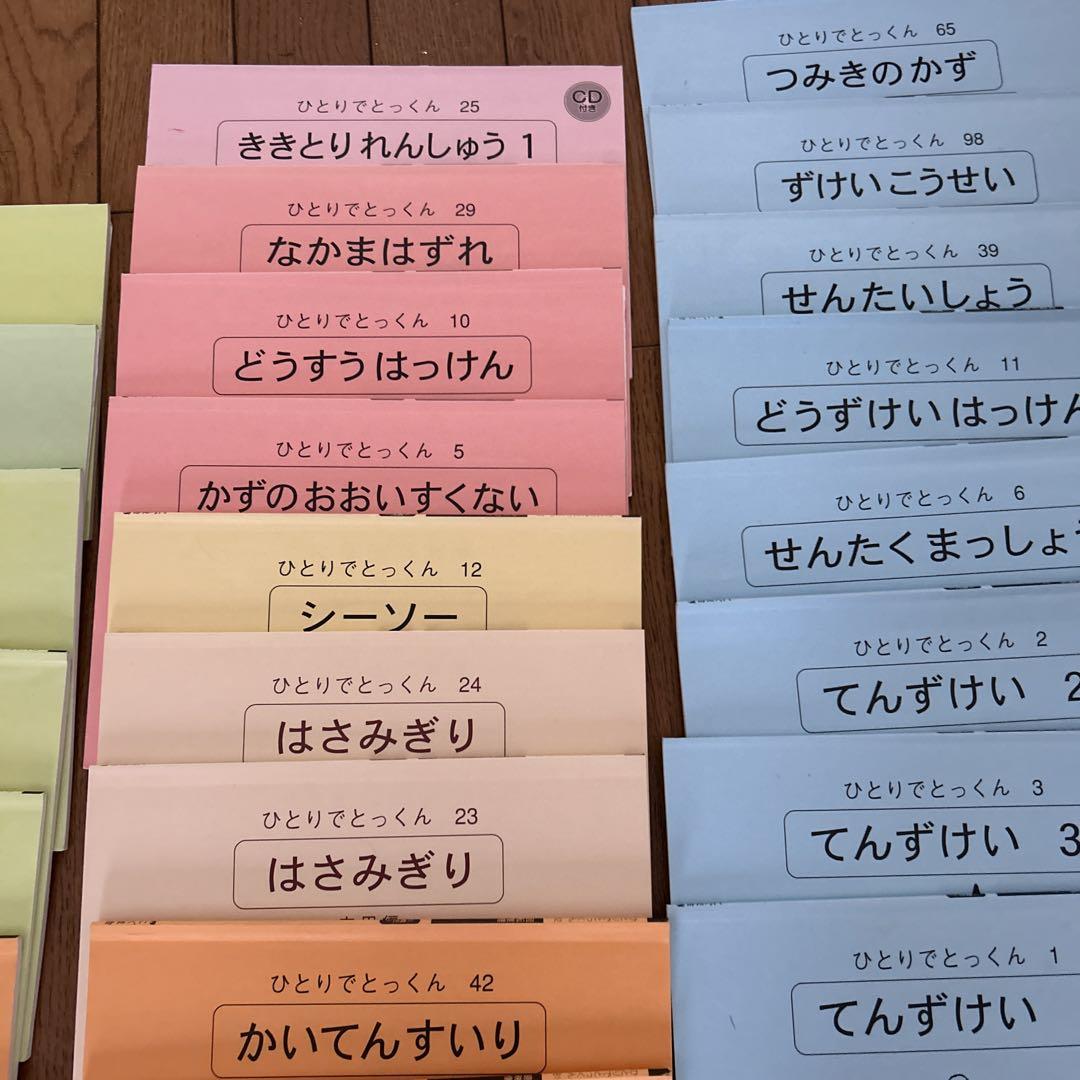 ひとりでとっくん 25
CD
付き
ききとりれんしゅう 1
ひとりでとっくん 29
なかまはずれ
ひとりでとっくん 10
どうすうはっけん
ひとりでとっくん 5
かずのおおいすくない
ひとりでとっくん 12
シーソー
ひとりでとっくん 24
はさみぎり
ひとりでとっくん 23
はさみぎり
ひとりでとっくん 42
かいてんすいり
ひとりでとっくん 65
つみきのかず
ひとりでとっくん 98
ずけいこうせい
ひとりでとっくん 39
せんたいしょう
ひとりでとっくん 11
どうずけいはっけん
ひとりでとっくん 6
せんたくまっしょう
ひとりでとっくん 2
てんずけい 2
ひとりでとっくん 3
てんずけい 3
ひとりでとっくん 1
てんずけい